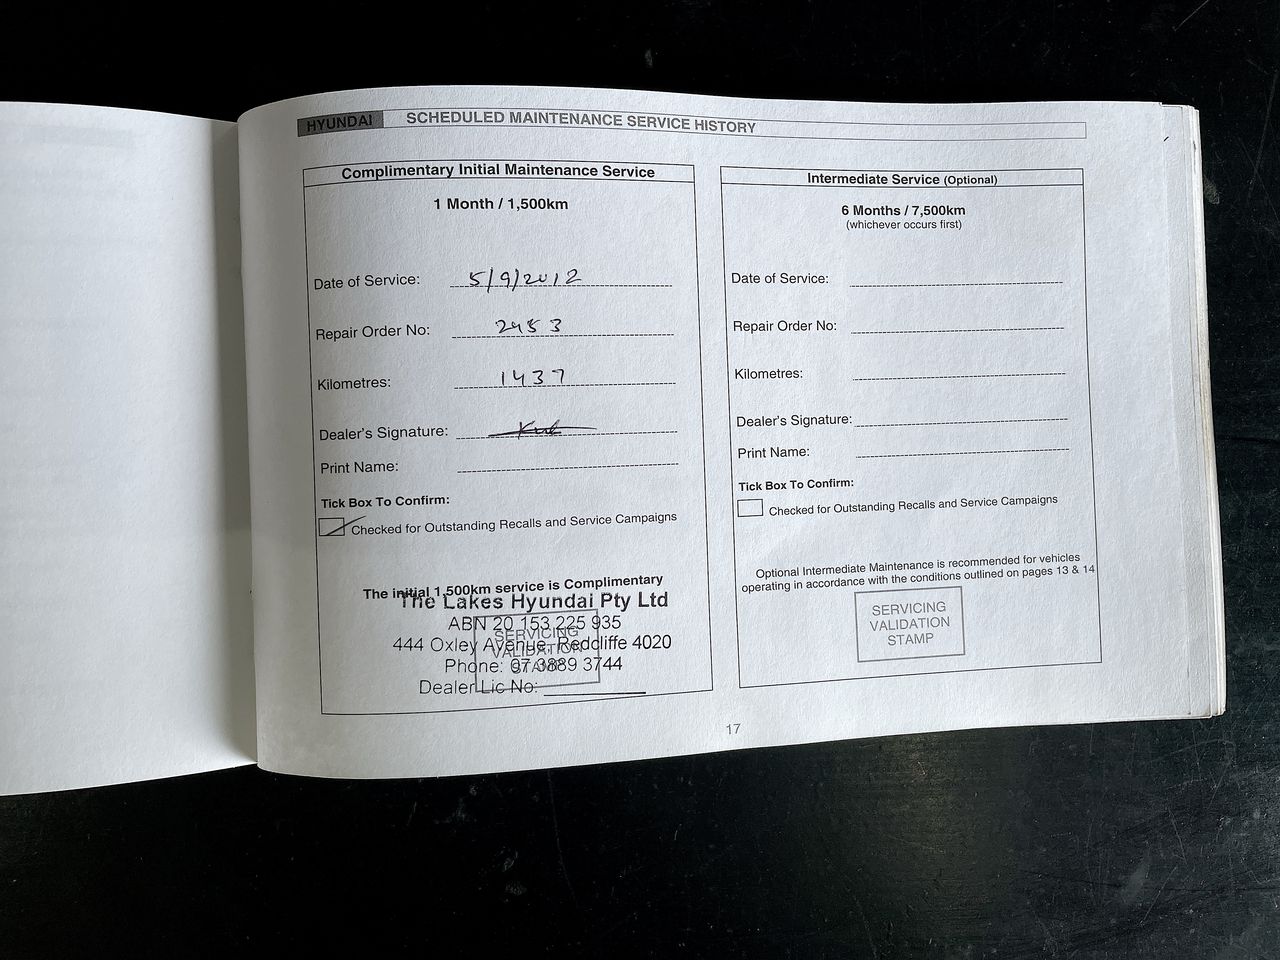 HYUNDAI SCHEDULED MAINTENANCE SERVICE HISTORY
Complimentary Initial Maintenance Service
1 Month / 1,500km
Date of Service: 5/9/2012
Repair Order No: 2453
Kilometres: 1437
Dealer's Signature:
Print Name:
Tick Box To Confirm:
Checked for Outstanding Recalls and Service Campaigns
The initial 1,500km service is Complimentary
The Lakes Hyundai Pty Ltd
ABN 20 153 225 935
444 Oxley Avenue, Redcliffe 4020
Phone: 07 3889 3744
Dealer Lic No:
SERVICING
VALIDATION
STAMP
Intermediate Service (Optional)
6 Months / 7,500km
(whichever occurs first)
Date of Service:
Repair Order No:
Kilometres:
Dealer's Signature:
Print Name:
Tick Box To Confirm:
Checked for Outstanding Recalls and Service Campaigns
Optional Intermediate Maintenance is recommended for vehicles
operating in accordance with the conditions outlined on pages 13 & 14
SERVICING
VALIDATION
STAMP
17